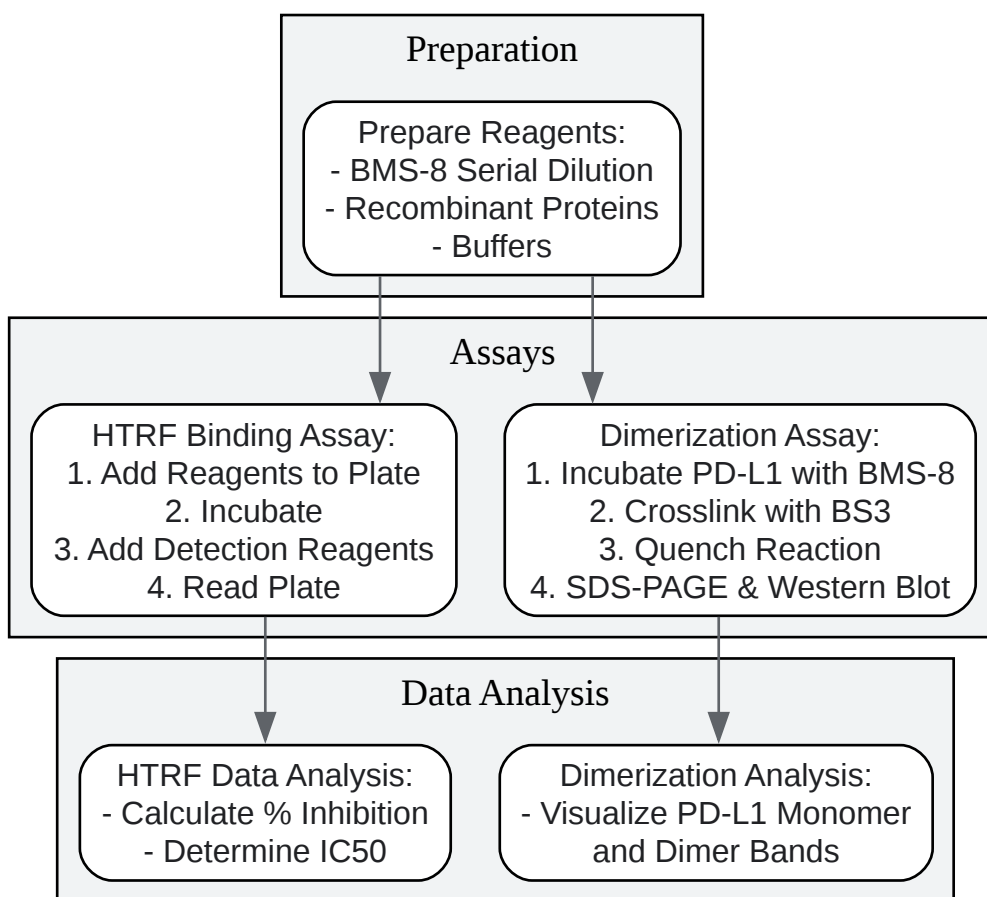 Preparation
Prepare Reagents:
- BMS-8 Serial Dilution
- Recombinant Proteins
- Buffers
Assays
HTRF Binding Assay:
1. Add Reagents to Plate
2. Incubate
3. Add Detection Reagents
4. Read Plate
Dimerization Assay:
1. Incubate PD-L1 with BMS-8
2. Crosslink with BS3
3. Quench Reaction
4. SDS-PAGE & Western Blot
Data Analysis
HTRF Data Analysis:
- Calculate % Inhibition
- Determine IC50
Dimerization Analysis:
- Visualize PD-L1 Monomer
and Dimer Bands